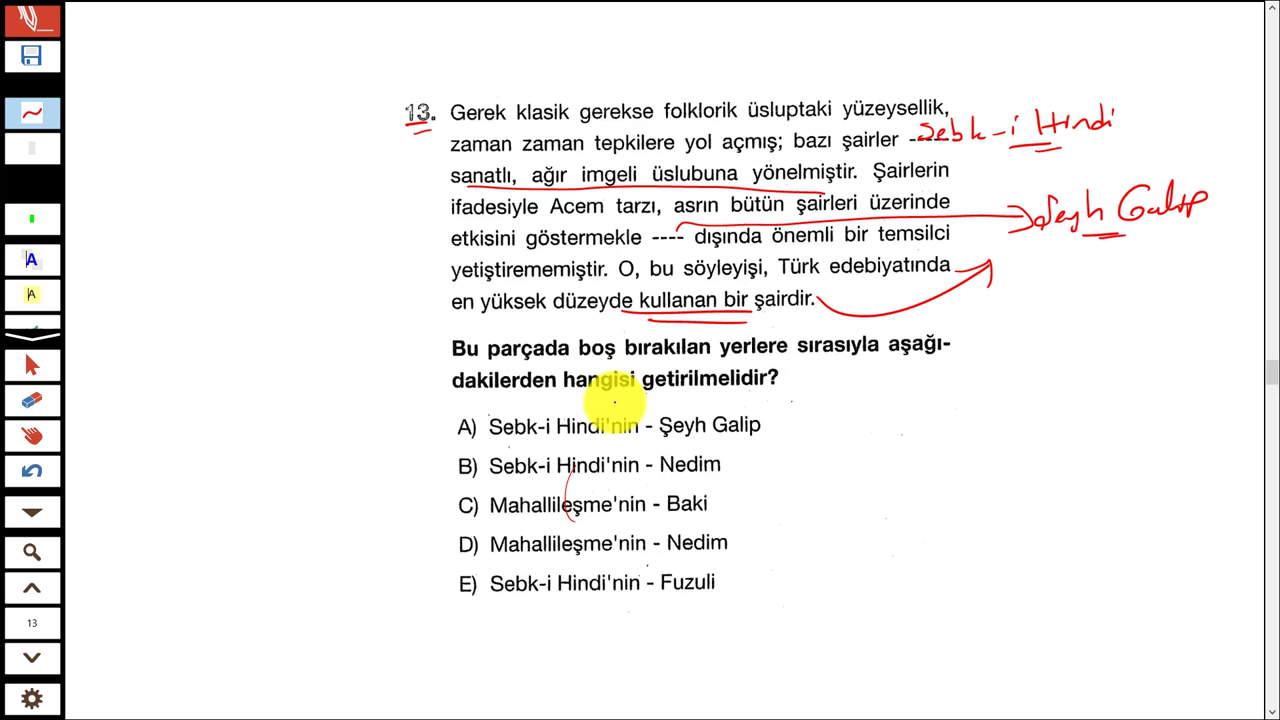 13. Gerek klasik gerekse folklorik üsluptaki yüzeysellik,
zaman zaman tepkilere yol açmış; bazı şairler ----
Sebk-i Hindi
sanatlı, ağır imgeli üslubuna yönelmiştir. Şairlerin
ifadesiyle Acem tarzı, asrın bütün şairleri üzerinde
Şeyh Galip
etkisini göstermekle ---- dışında önemli bir temsilci
yetiştirememiştir. O, bu söyleyişi, Türk edebiyatında
en yüksek düzeyde kullanan bir şairdir.
Bu parçada boş bırakılan yerlere sırasıyla aşağı-
dakilerden hangisi getirilmelidir?
A) Sebk-i Hindi'nin - Şeyh Galip
B) Sebk-i Hindi'nin - Nedim
C) Mahallileşme'nin - Baki
D) Mahallileşme'nin - Nedim
E) Sebk-i Hindi'nin - Fuzuli
A
A
13